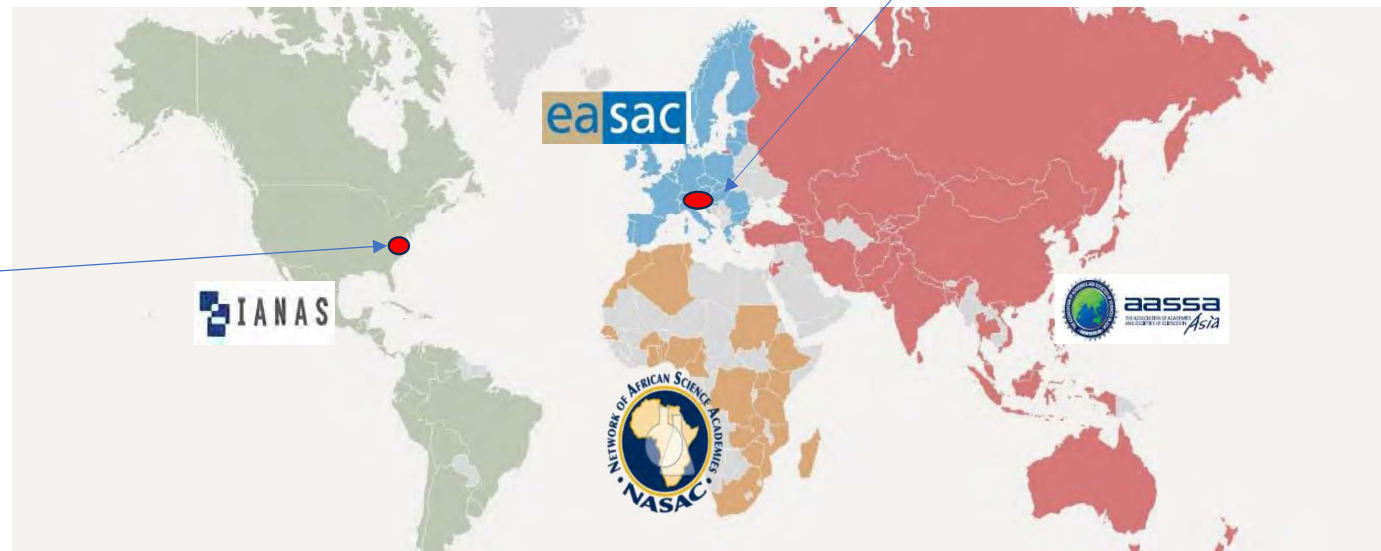 easac
IANAS
aassa
THE ASSOCIATION OF ACADEMIES
AND SOCIETIES OF SCIENCES IN Asia
NETWORK OF AFRICAN SCIENCE ACADEMIES
• NASAC •